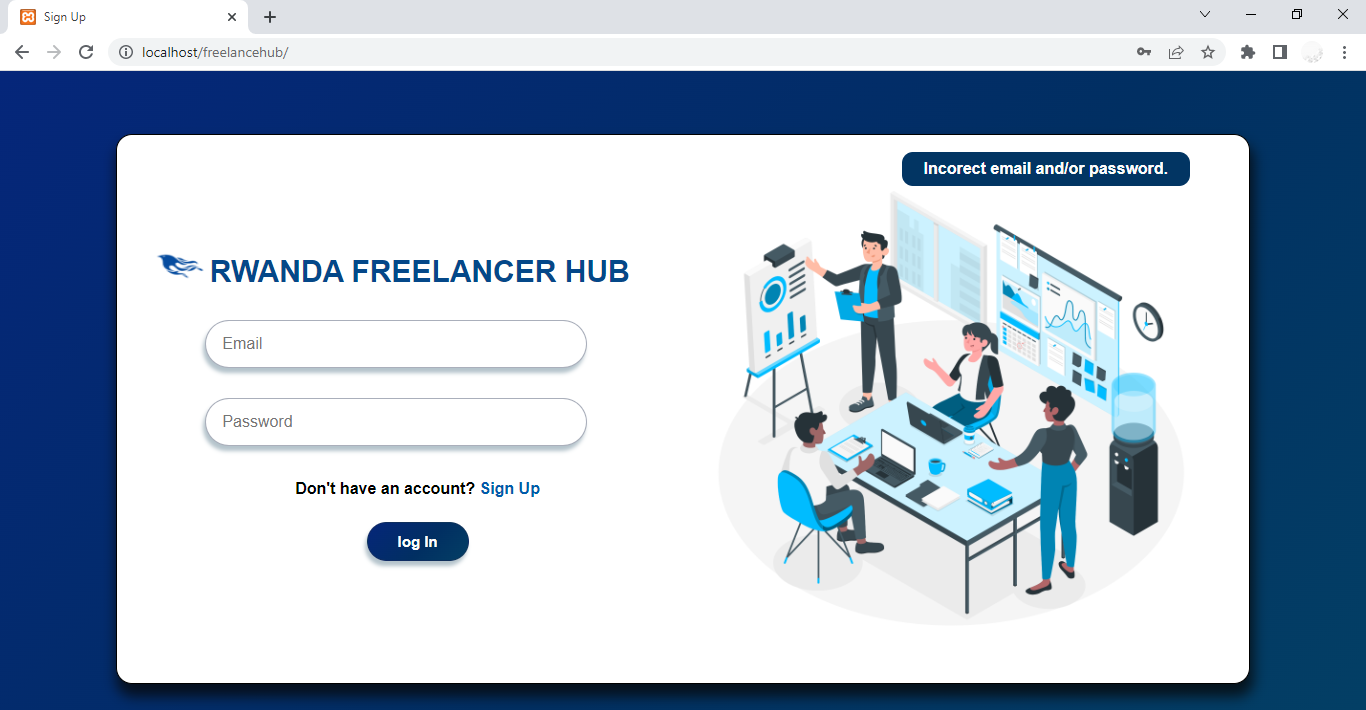 Sign Up
localhost/freelancehub/
Incorect email and/or password.
RWANDA FREELANCER HUB
Email
Password
Don't have an account? Sign Up
log In